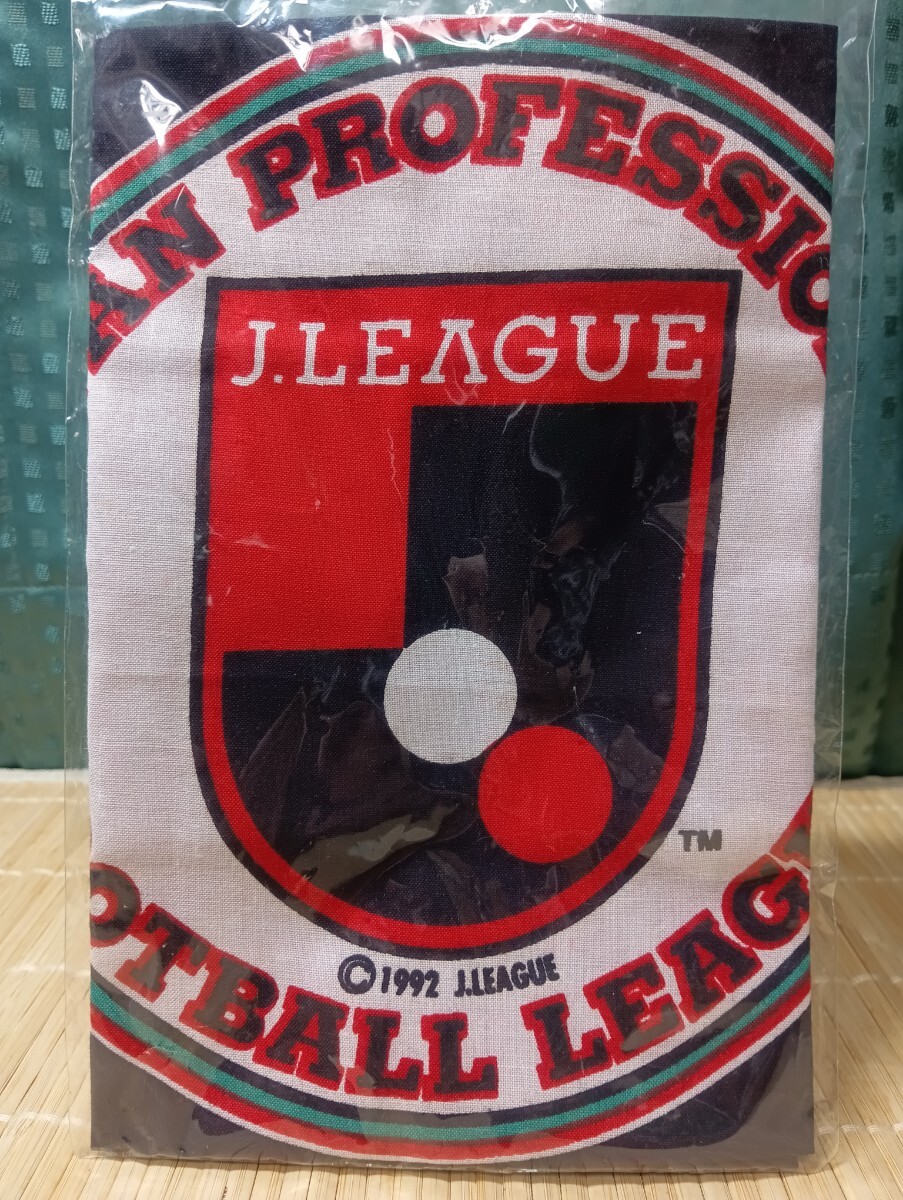 AN PROFESSIO
J.LEAGUE
TM
©1992 J.LEAGUE
OTBALL LEAG